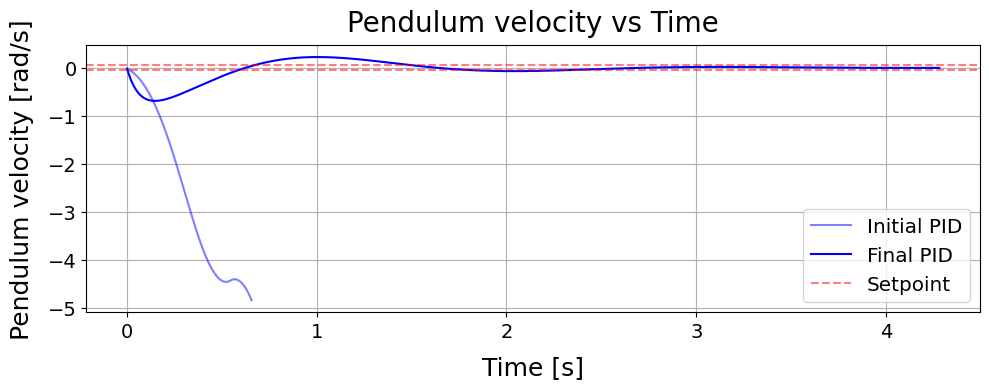 Pendulum velocity vs Time
Pendulum velocity [rad/s]
0
−1
−2
−3
−4
−5
Initial PID
Final PID
Setpoint
0 1 2 3 4
Time [s]